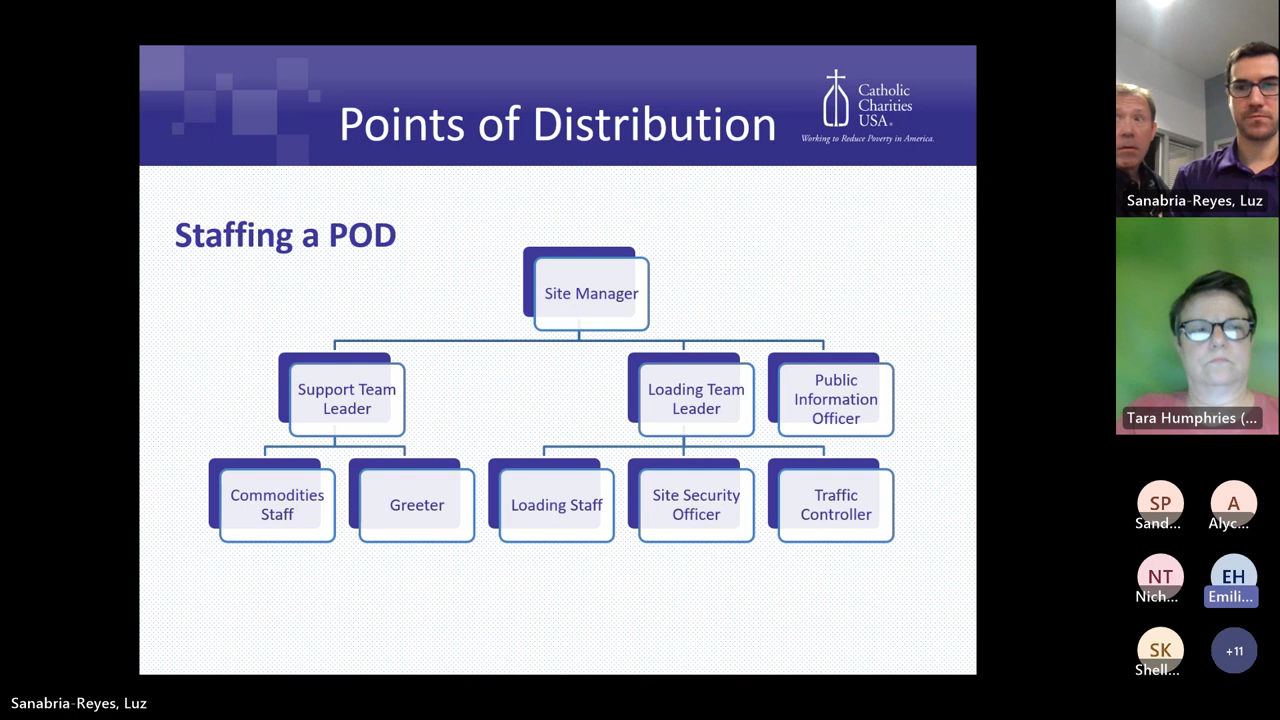 Points of Distribution
Catholic
Charities
USA®
Working to Reduce Poverty in America.
Staffing a POD
Site Manager
Support Team
Leader
Loading Team
Leader
Public
Information
Officer
Commodities
Staff
Greeter
Loading Staff
Site Security
Officer
Traffic
Controller
Sanabria-Reyes, Luz
Tara Humphries (...
SP
Sand...
A
Alyc...
NT
Nich...
EH
Emili...
SK
Shell...
+11
Sanabria-Reyes, Luz